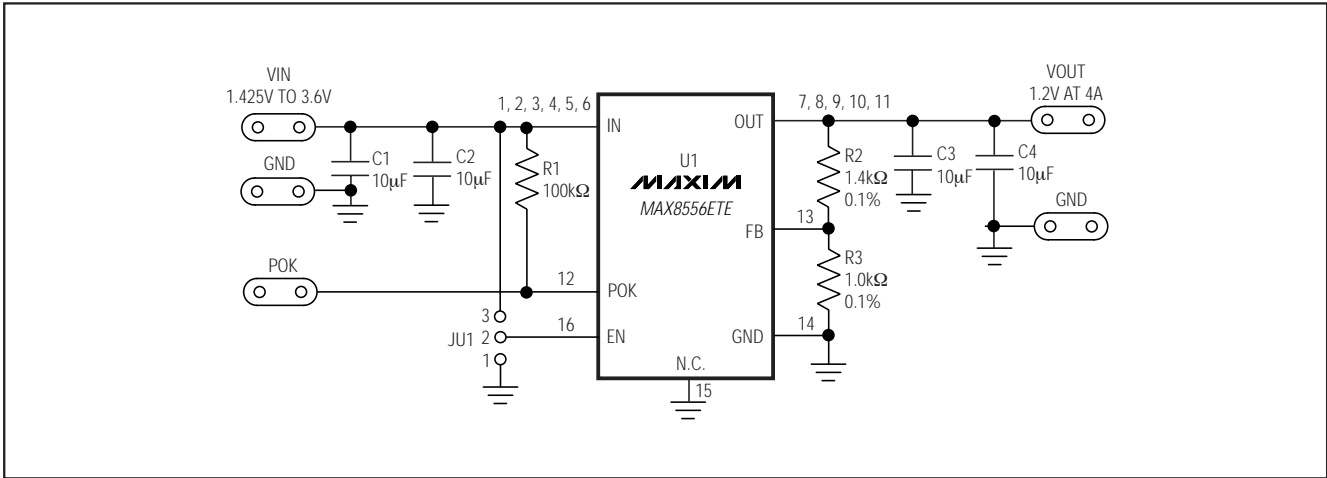 VIN
1.425V TO 3.6V
GND
C1
10μF
C2
10μF
R1
100kΩ
POK
JU1
3
2
1
1, 2, 3, 4, 5, 6
IN
12
POK
16
EN
U1
MAXIM
MAX8556ETE
N.C.
15
OUT
7, 8, 9, 10, 11
FB
13
GND
14
R2
1.4kΩ
0.1%
R3
1.0kΩ
0.1%
C3
10μF
C4
10μF
VOUT
1.2V AT 4A
GND